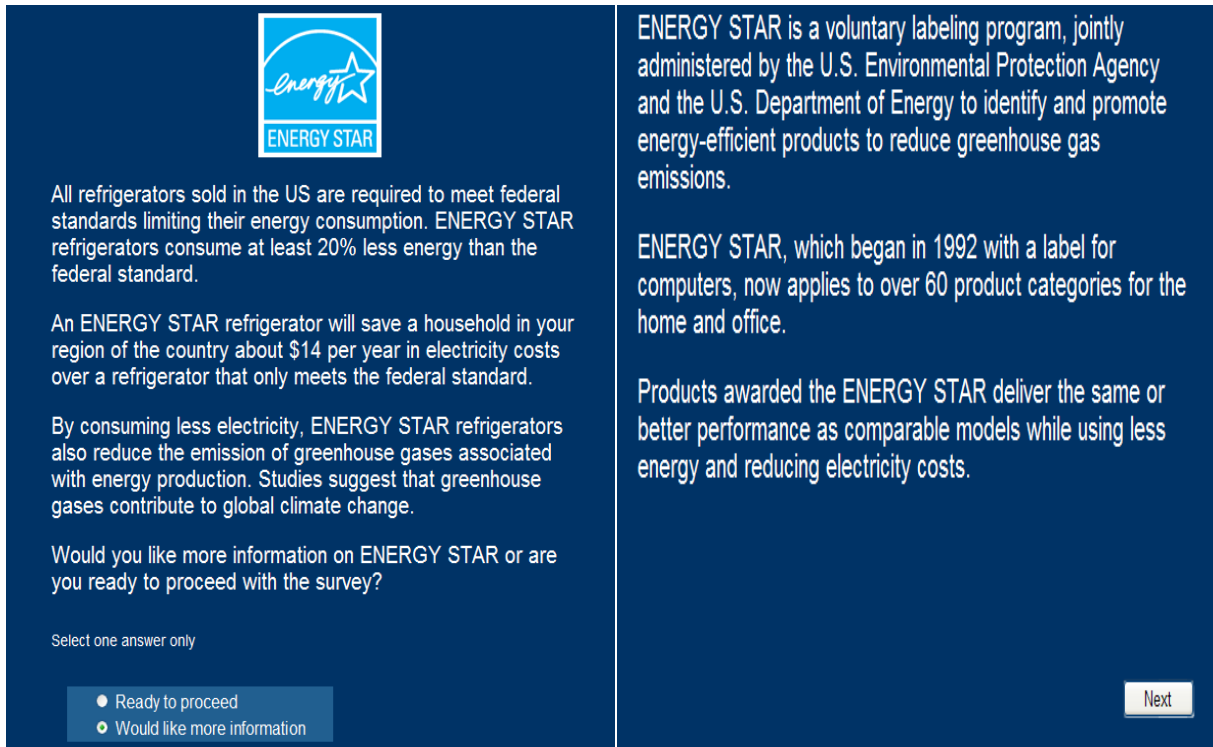 energy
ENERGY STAR
All refrigerators sold in the US are required to meet federal
standards limiting their energy consumption. ENERGY STAR
refrigerators consume at least 20% less energy than the
federal standard.
An ENERGY STAR refrigerator will save a household in your
region of the country about $14 per year in electricity costs
over a refrigerator that only meets the federal standard.
By consuming less electricity, ENERGY STAR refrigerators
also reduce the emission of greenhouse gases associated
with energy production. Studies suggest that greenhouse
gases contribute to global climate change.
Would you like more information on ENERGY STAR or are
you ready to proceed with the survey?
Select one answer only
Ready to proceed
Would like more information
ENERGY STAR is a voluntary labeling program, jointly
administered by the U.S. Environmental Protection Agency
and the U.S. Department of Energy to identify and promote
energy-efficient products to reduce greenhouse gas
emissions.
ENERGY STAR, which began in 1992 with a label for
computers, now applies to over 60 product categories for the
home and office.
Products awarded the ENERGY STAR deliver the same or
better performance as comparable models while using less
energy and reducing electricity costs.
Next